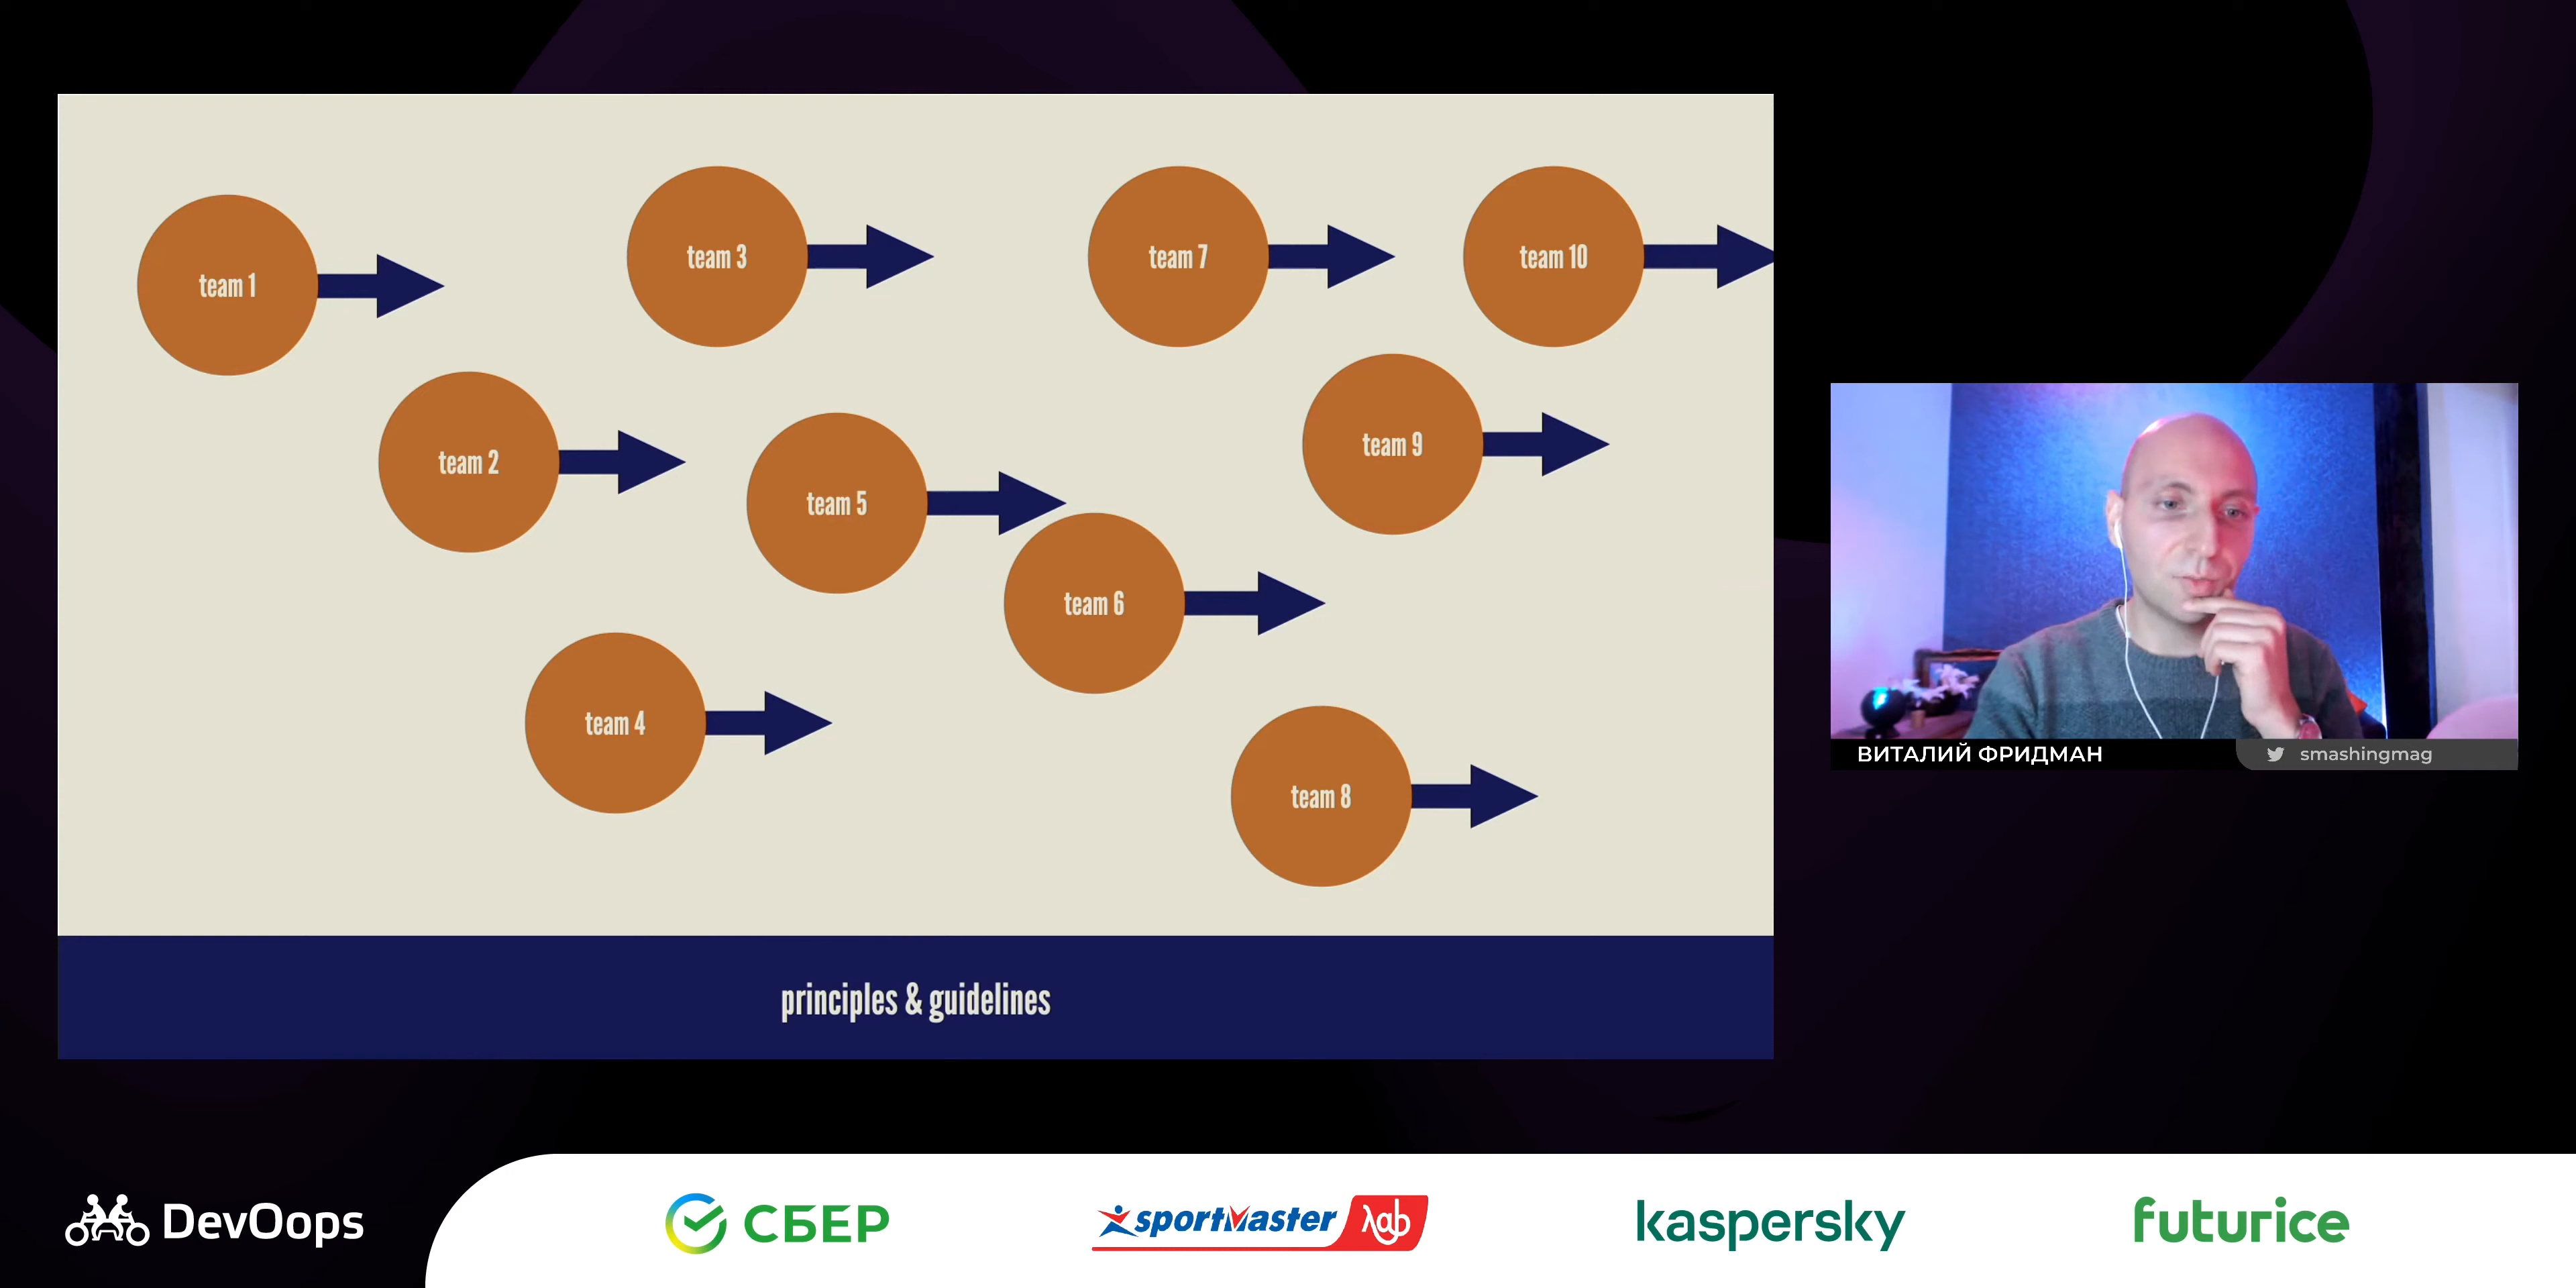 team 1
team 3
team 7
team 10
team 2
team 5
team 9
team 6
team 4
team 8
principles & guidelines
ВИТАЛИЙ ФРИДМАН
smashingmag
DevOops
СБЕР
sportmaster лаб
kaspersky
futurice